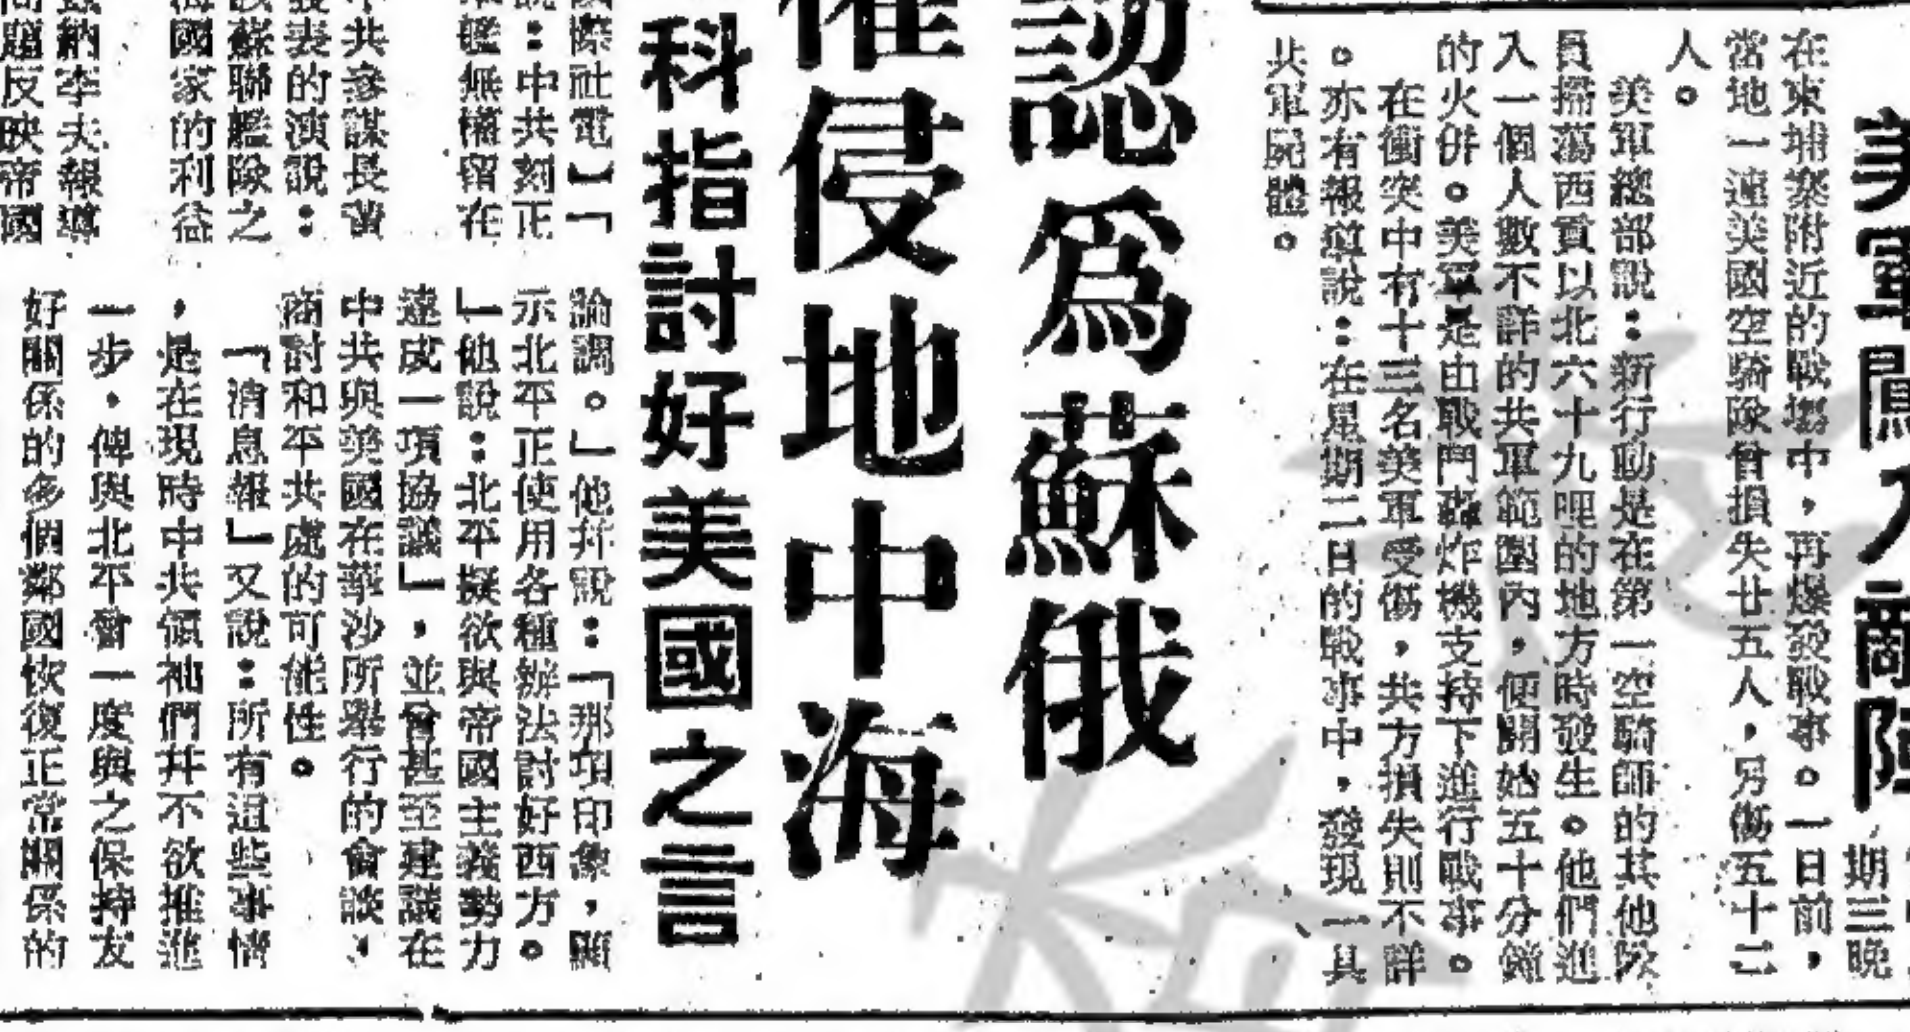 美軍闖入敵陣
期三晚
在柬埔寨附近的戰場中，再爆發戰事。一日前，
當地一連美國空騎隊曾損失廿五人，另傷五十二
人。
美軍總部說：新行動是在第一空騎師的其他隊
員掃蕩西貢以北六十九哩的地方時發生。他們進
入一個人數不詳的共軍範圍內，便開始五十分鐘
的火併。美軍是由戰鬥轟炸機支持下進行戰事。
在衝突中有十三名美軍受傷，共方損失則不詳
。亦有報道說：在星期二日的戰事中，發現一具
共軍屍體。
認為蘇俄
權侵地中海
科指討好美國之言
際社電】「
說：中共刻正
艦無權留在
中共參謀長黃
發表的演說：
該蘇聯艦隊之
海國家的利益
納李夫報導
反映帝國
論調。」他幷說：「那項印象，顯
示北平正使用各種辦法討好西方。
」他說：北平擬欲與帝國主義勢力
達成一項協議」，並曾甚至建議在
中共與美國在華沙所舉行的會談，
商討和平共處的可能性。
「消息報」又說：所有這些事情
，是在現時中共領袖們幷不欲推進
一步，俾與北平曾一度與之保持友
好關係的多個鄰國恢復正常關係的